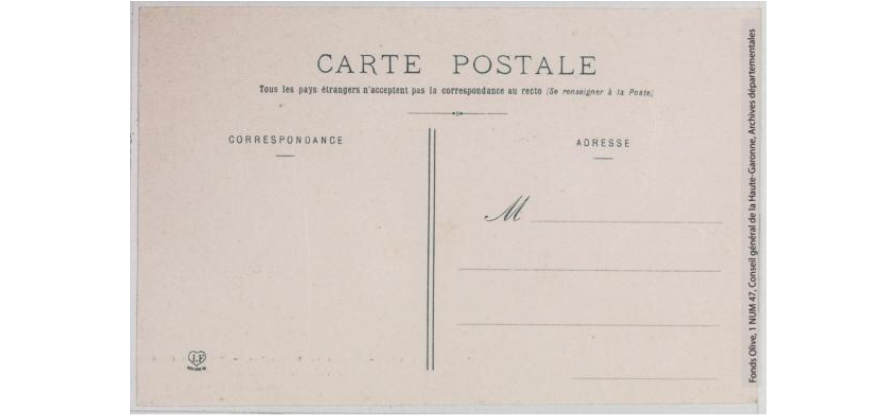 CARTE POSTALE
Tous les pays étrangers n'acceptent pas la correspondance au recto (Se renseigner à la Poste)
CORRESPONDANCE
ADRESSE
M
J.F
Fonds Olive, 1 NUM 47, Conseil général de la Haute-Garonne, Archives départementales